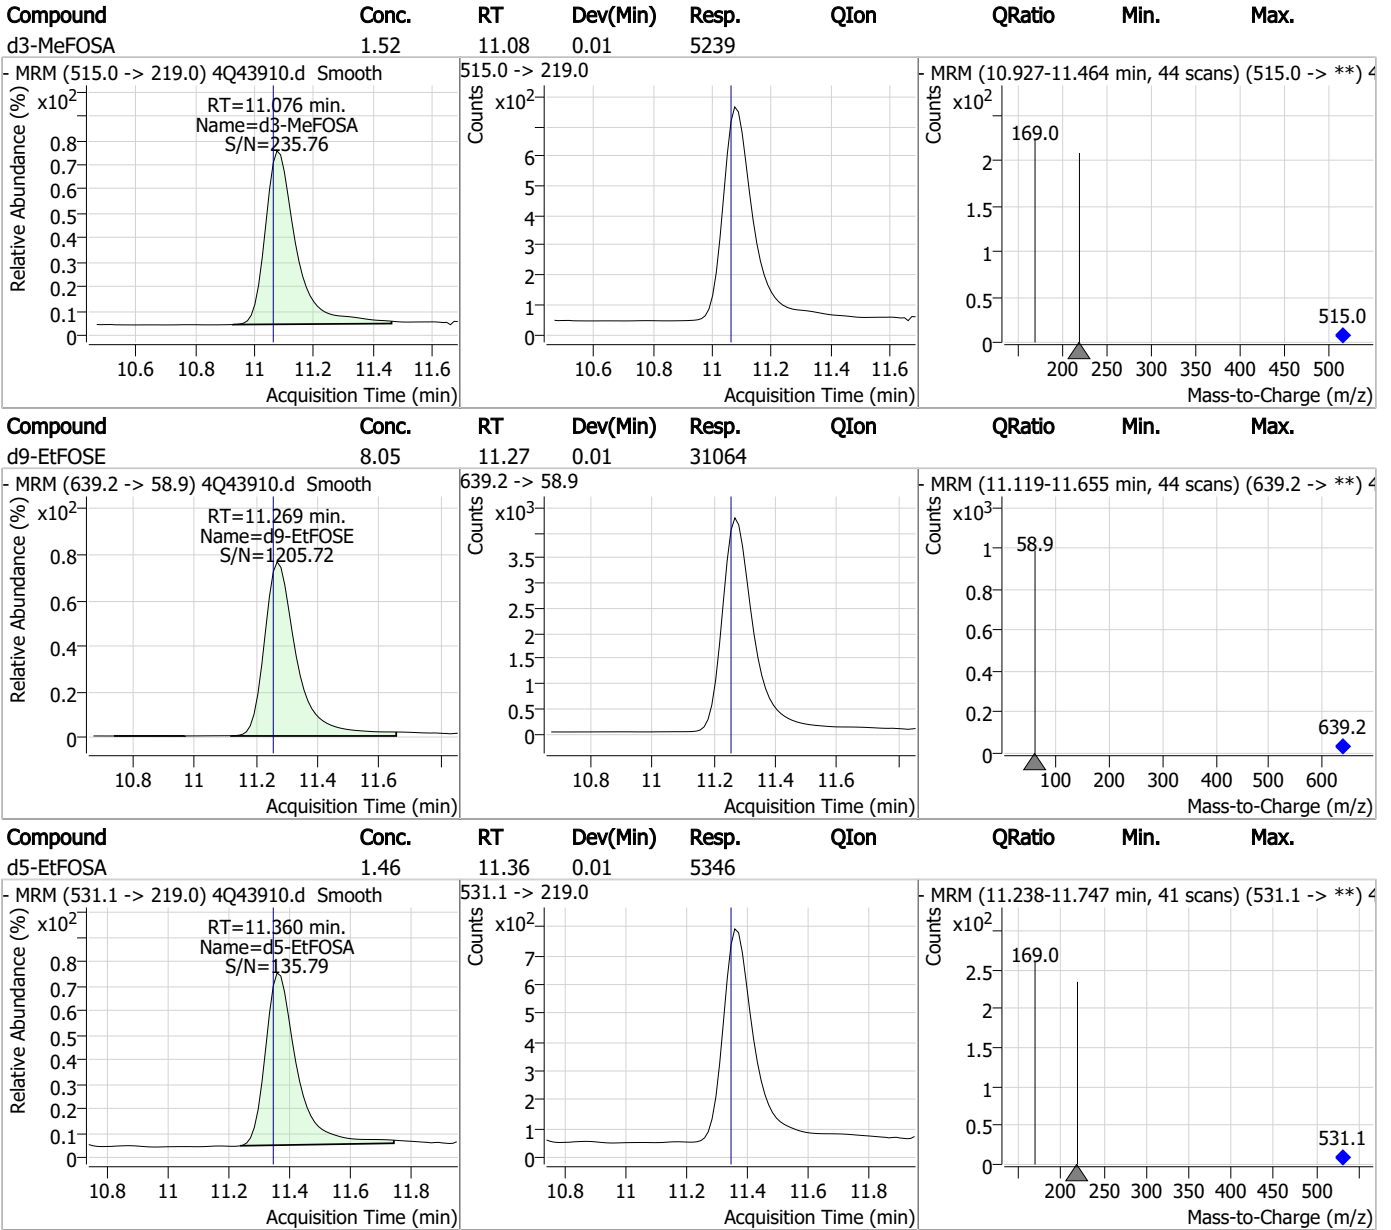 Compound Conc. RT Dev(Min) Resp. QIon QRatio Min. Max.
d3-MeFOSA 1.52 11.08 0.01 5239
- MRM (515.0 -> 219.0) 4Q43910.d Smooth
Relative Abundance (%)
x10²
RT=11.076 min.
Name=d3-MeFOSA
S/N=235.76
0.8
0.7
0.6
0.5
0.4
0.3
0.2
0.1
0
10.6 10.8 11 11.2 11.4 11.6
Acquisition Time (min)
515.0 -> 219.0
Counts
x10²
6
5
4
3
2
1
0
10.6 10.8 11 11.2 11.4 11.6
Acquisition Time (min)
- MRM (10.927-11.464 min, 44 scans) (515.0 -> **) 4
Counts
x10²
169.0
2
1.5
1
0.5
0
515.0
200 250 300 350 400 450 500
Mass-to-Charge (m/z)
Compound Conc. RT Dev(Min) Resp. QIon QRatio Min. Max.
d9-EtFOSE 8.05 11.27 0.01 31064
- MRM (639.2 -> 58.9) 4Q43910.d Smooth
Relative Abundance (%)
x10²
RT=11.269 min.
Name=d9-EtFOSE
S/N=1205.72
0.8
0.6
0.4
0.2
0
10.8 11 11.2 11.4 11.6
Acquisition Time (min)
639.2 -> 58.9
Counts
x10³
3.5
3
2.5
2
1.5
1
0.5
0
10.8 11 11.2 11.4 11.6
Acquisition Time (min)
- MRM (11.119-11.655 min, 44 scans) (639.2 -> **) 4
Counts
x10³
58.9
1
0.8
0.6
0.4
0.2
0
639.2
100 200 300 400 500 600
Mass-to-Charge (m/z)
Compound Conc. RT Dev(Min) Resp. QIon QRatio Min. Max.
d5-EtFOSA 1.46 11.36 0.01 5346
- MRM (531.1 -> 219.0) 4Q43910.d Smooth
Relative Abundance (%)
x10²
RT=11.360 min.
Name=d5-EtFOSA
S/N=135.79
0.8
0.7
0.6
0.5
0.4
0.3
0.2
0.1
0
10.8 11 11.2 11.4 11.6 11.8
Acquisition Time (min)
531.1 -> 219.0
Counts
x10²
7
6
5
4
3
2
1
0
10.8 11 11.2 11.4 11.6 11.8
Acquisition Time (min)
- MRM (11.238-11.747 min, 41 scans) (531.1 -> **) 4
Counts
x10²
169.0
2.5
2
1.5
1
0.5
0
531.1
200 250 300 350 400 450 500
Mass-to-Charge (m/z)